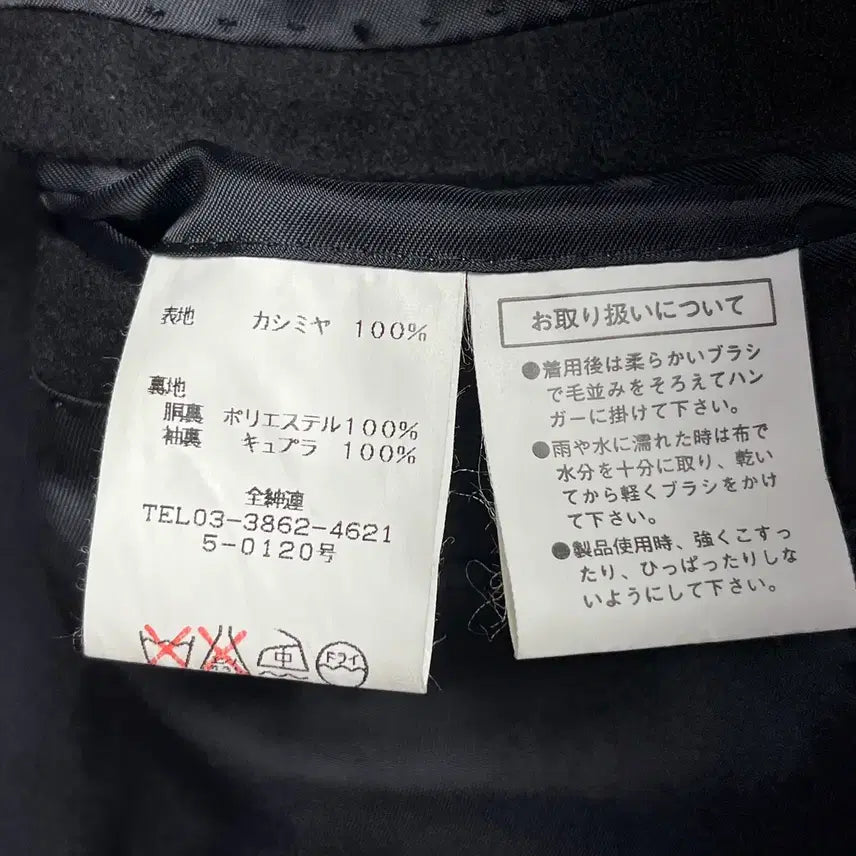 表地 カシミヤ 100%
裏地
胴裏 ポリエステル100%
袖裏 キュプラ 100%
全紳連
TEL03-3862-4621
5-0120号
中
ドライ
お取り扱いについて
●着用後は柔らかいブラシ
で毛並みをそろえてハン
ガーに掛けて下さい。
●雨や水に濡れた時は布で
水分を十分に取り、乾い
てから軽くブラシをかけ
て下さい。
●製品使用時、強くこすっ
たり、ひっぱったりしな
いようにして下さい。